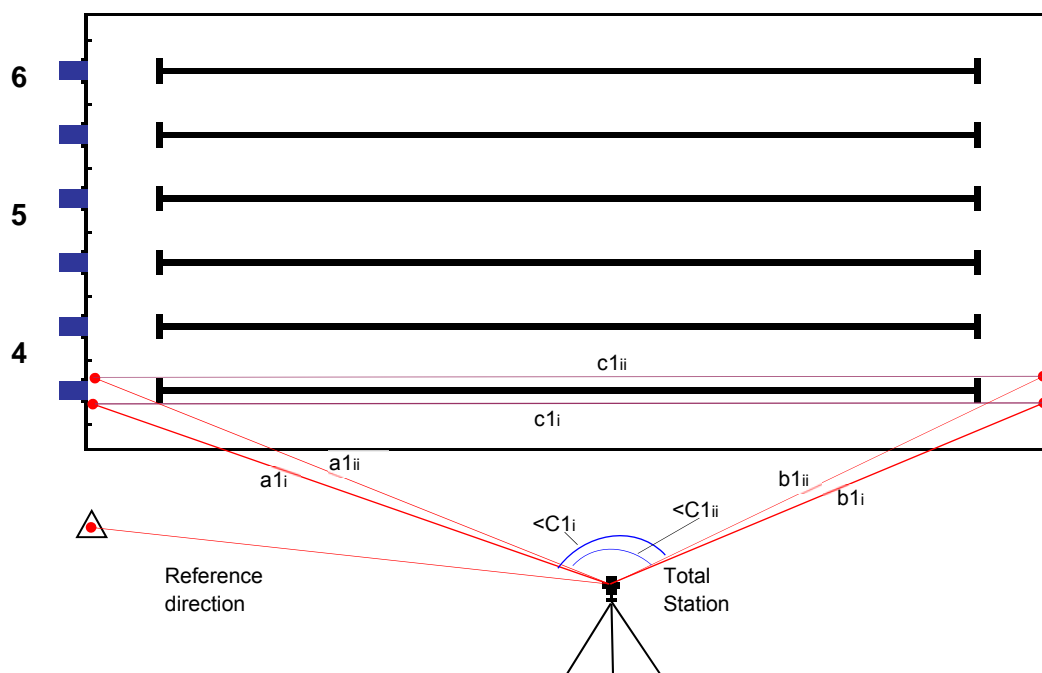 6
5
4
c1ii
c1i
a1ii
a1i
b1ii
b1i
<C1i
<C1ii
Reference
direction
Total
Station